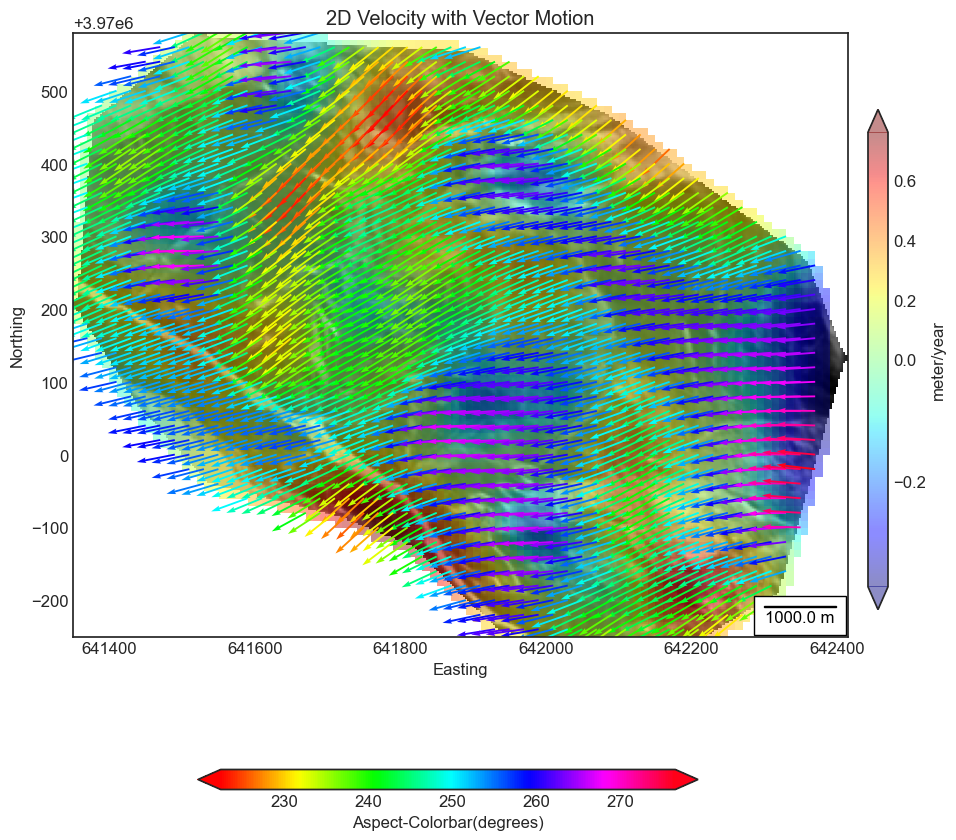 2D Velocity with Vector Motion
+3.97e6
500
400
300
200
100
0
−100
−200
Northing
641400 641600 641800 642000 642200 642400
Easting
1000.0 m
0.6
0.4
0.2
0.0
−0.2
meter/year
230 240 250 260 270
Aspect-Colorbar(degrees)